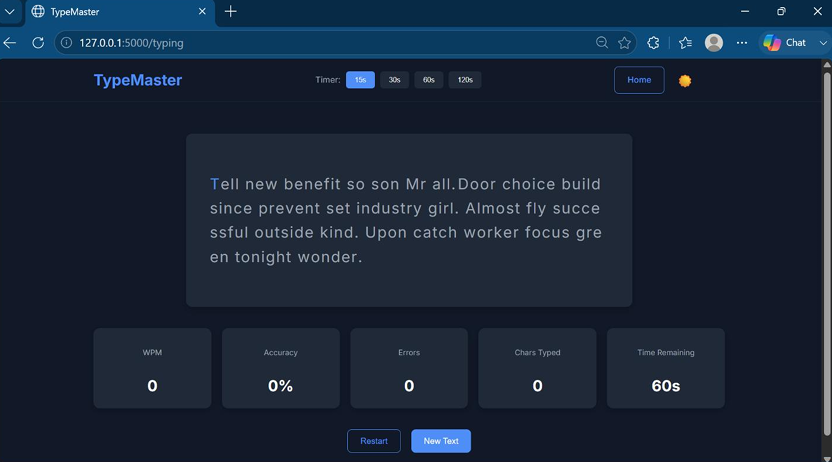 TypeMaster
127.0.0.1:5000/typing
Chat
TypeMaster
Timer: 15s 30s 60s 120s
Home
Tell new benefit so son Mr all.Door choice build
since prevent set industry girl. Almost fly succe
ssful outside kind. Upon catch worker focus gre
en tonight wonder.
WPM
0
Accuracy
0%
Errors
0
Chars Typed
0
Time Remaining
60s
Restart
New Text